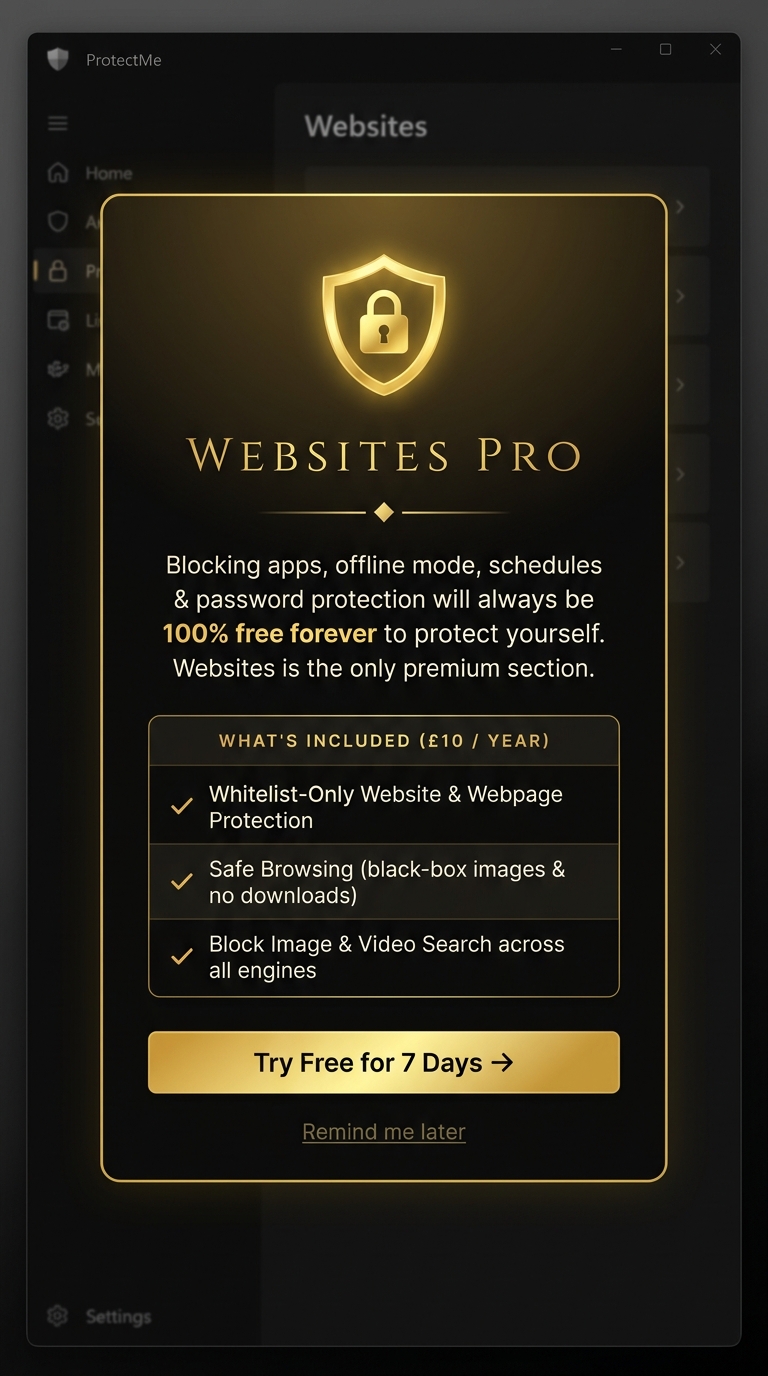 ProtectMe
Websites
Home
WEBSITES PRO
Blocking apps, offline mode, schedules
& password protection will always be
100% free forever to protect yourself.
Websites is the only premium section.
WHAT'S INCLUDED (£10 / YEAR)
Whitelist-Only Website & Webpage
Protection
Safe Browsing (black-box images &
no downloads)
Block Image & Video Search across
all engines
Try Free for 7 Days →
Remind me later
Settings